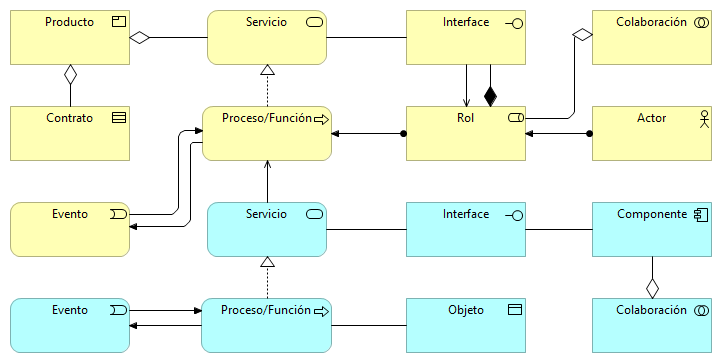 Producto
Servicio
Interface
Colaboración
Contrato
Proceso/Función
Rol
Actor
Evento
Servicio
Interface
Componente
Evento
Proceso/Función
Objeto
Colaboración